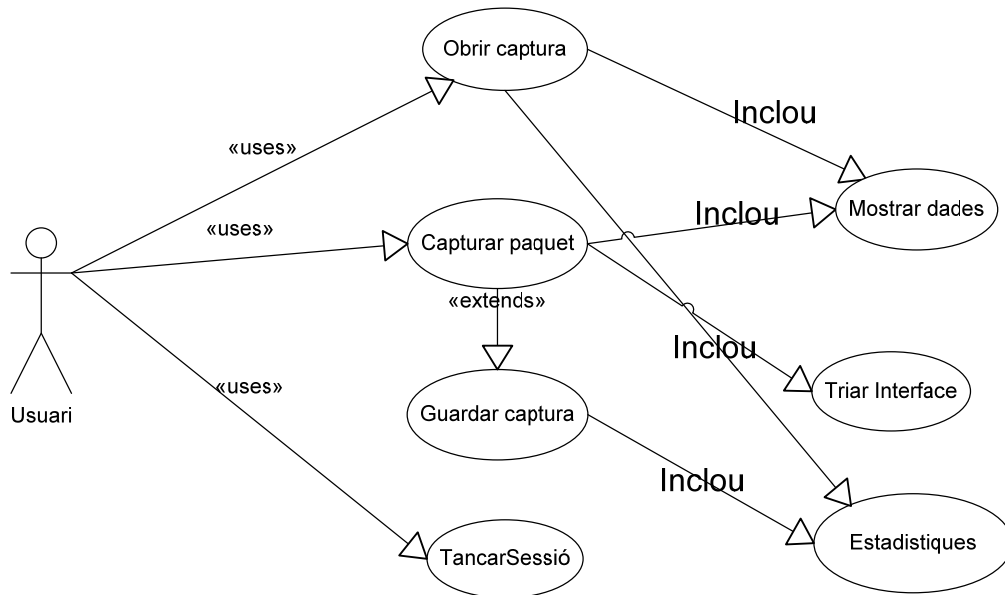 Obrir captura
Inclou
«uses»
Mostrar dades
Inclou
«uses»
Capturar paquet
«extends»
Inclou
Triar Interface
«uses»
Usuari
Guardar captura
Inclou
Estadistiques
TancarSessió